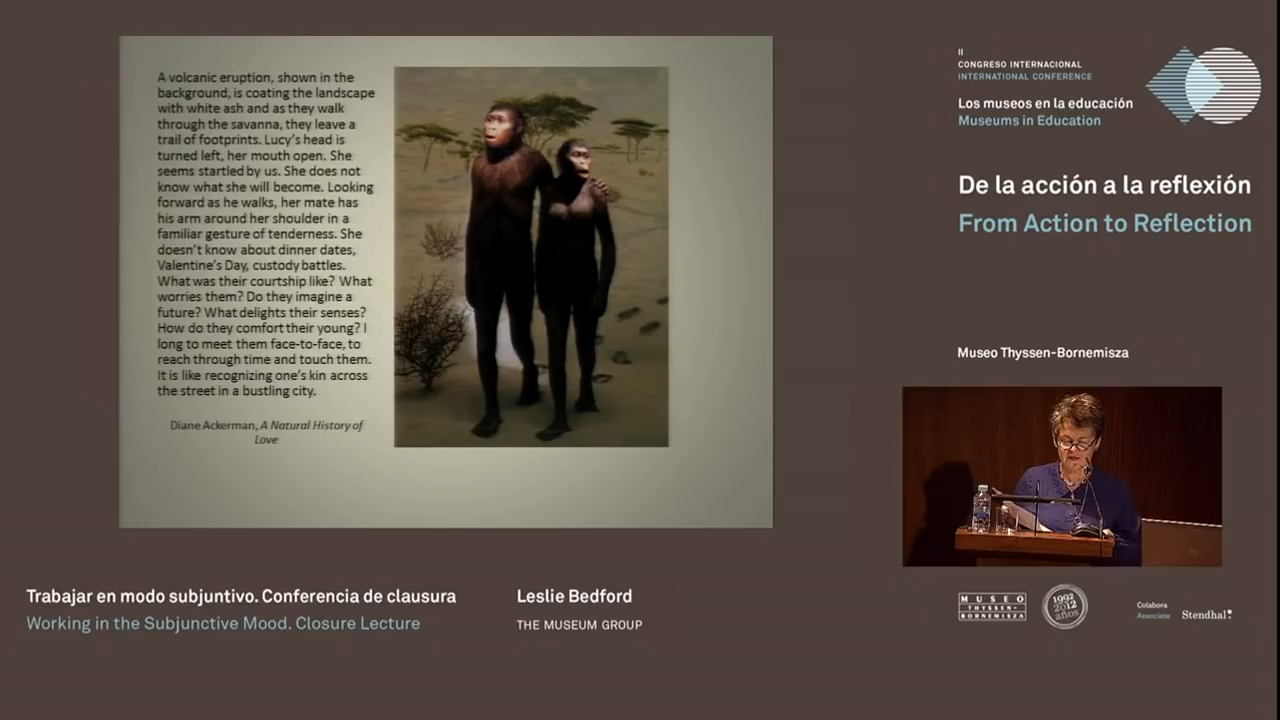 A volcanic eruption, shown in the
background, is coating the landscape
with white ash and as they walk
through the savanna, they leave a
trail of footprints. Lucy's head is
turned left, her mouth open. She
seems startled by us. She does not
know what she will become. Looking
forward as he walks, her mate has
his arm around her shoulder in a
familiar gesture of tenderness. She
doesn't know about dinner dates,
Valentine's Day, custody battles.
What was their courtship like? What
worries them? Do they imagine a
future? What delights their senses?
How do they comfort their young? I
long to meet them face-to-face, to
reach through time and touch them.
It is like recognizing one's kin across
the street in a bustling city.
Diane Ackerman, A Natural History of
Love
II
CONGRESO INTERNACIONAL
INTERNATIONAL CONFERENCE
Los museos en la educación
Museums in Education
De la acción a la reflexión
From Action to Reflection
Museo Thyssen-Bornemisza
Trabajar en modo subjuntivo. Conferencia de clausura
Working in the Subjunctive Mood. Closure Lecture
Leslie Bedford
THE MUSEUM GROUP
MUSEO
THYSSEN-
BORNEMISZA
1992
2012
años
Colabora
Associate
Stendhal: